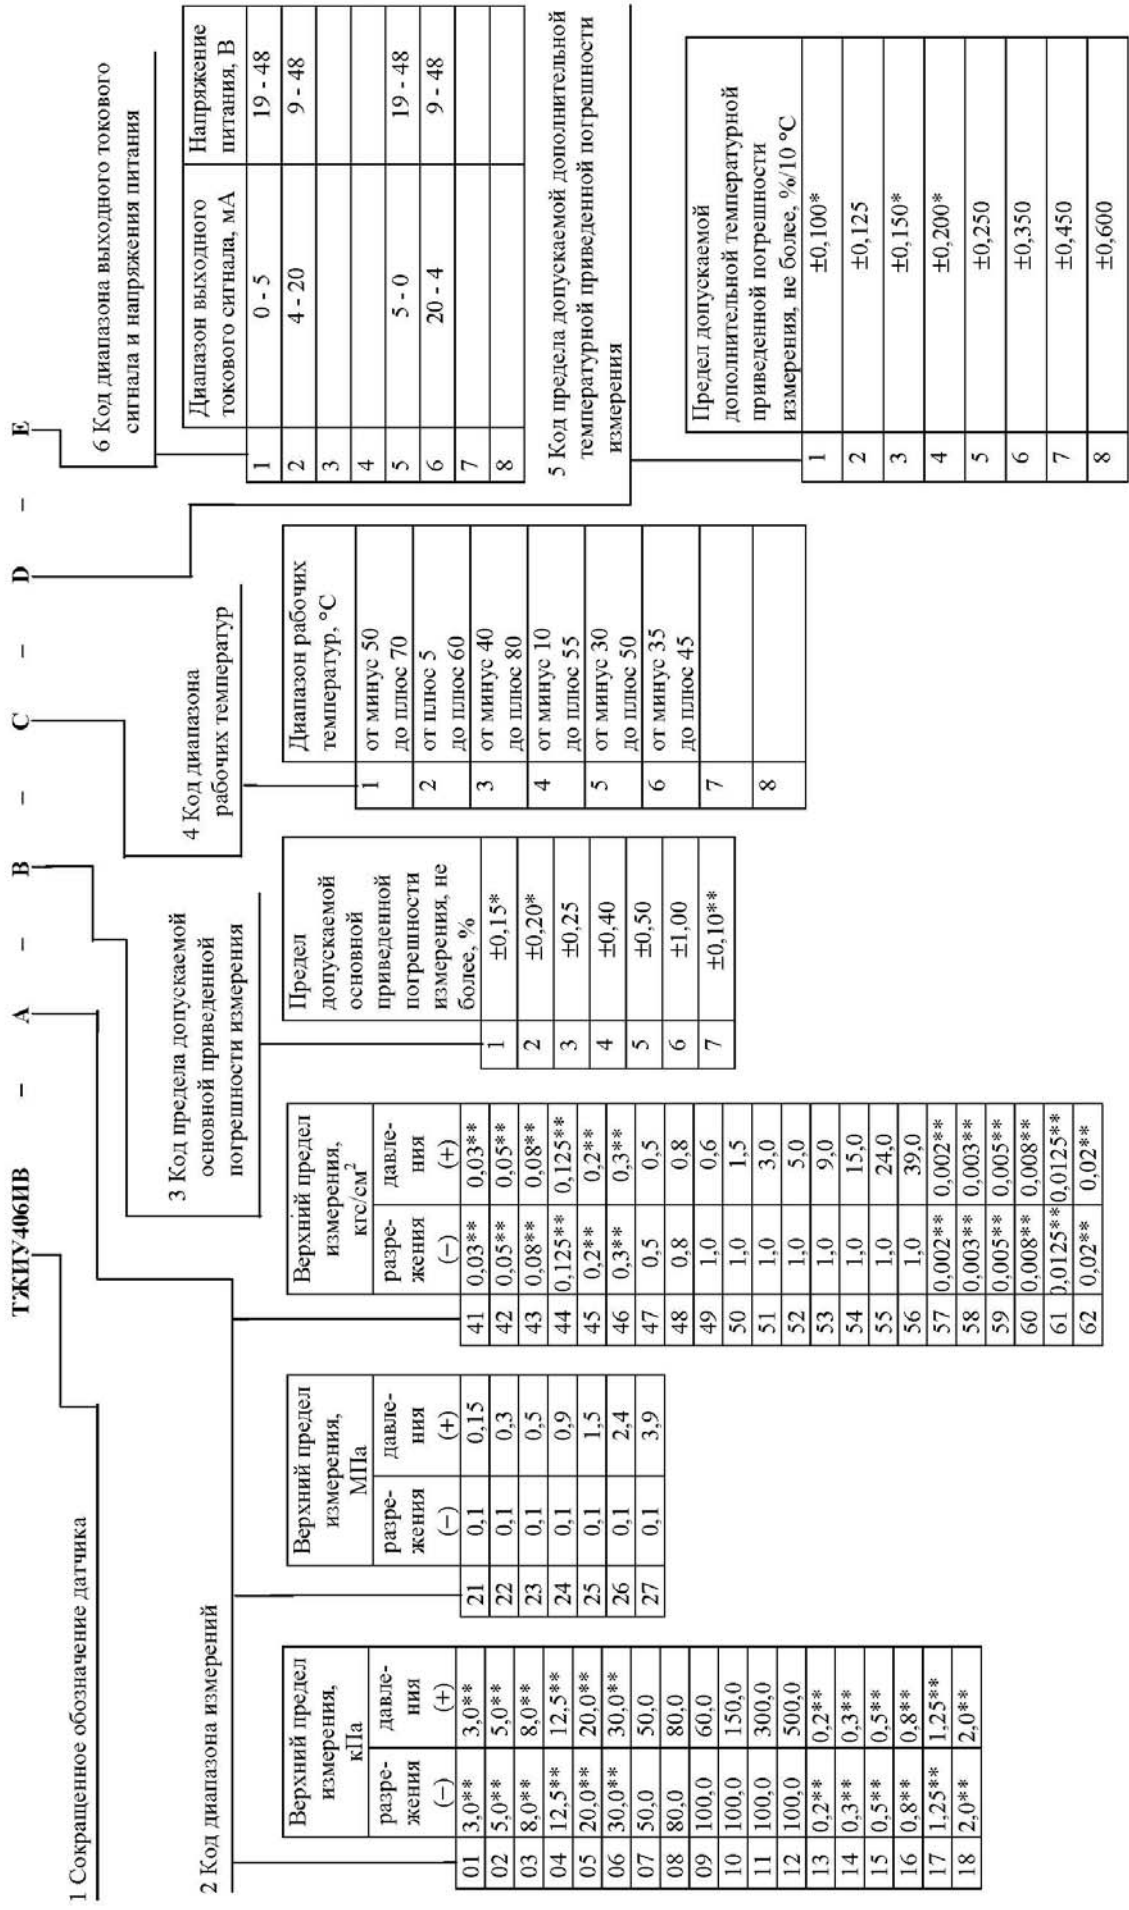 ТЖИУ406ИВ – А – В – С – D – Е
1 Сокращенное обозначение датчика
2 Код диапазона измерений
Верхний предел
измерения,
кПа
разре-
жения
(–)
давле-
ния
(+)
01 3,0** 3,0**
02 5,0** 5,0**
03 8,0** 8,0**
04 12,5** 12,5**
05 20,0** 20,0**
06 30,0** 30,0**
07 50,0 50,0
08 80,0 80,0
09 100,0 60,0
10 100,0 150,0
11 100,0 300,0
12 100,0 500,0
13 0,2** 0,2**
14 0,3** 0,3**
15 0,5** 0,5**
16 0,8** 0,8**
17 1,25** 1,25**
18 2,0** 2,0**
Верхний предел
измерения,
МПа
разре-
жения
(–)
давле-
ния
(+)
21 0,1 0,15
22 0,1 0,3
23 0,1 0,5
24 0,1 0,9
25 0,1 1,5
26 0,1 2,4
27 0,1 3,9
Верхний предел
измерения,
кгс/см²
разре-
жения
(–)
давле-
ния
(+)
41 0,03** 0,03**
42 0,05** 0,05**
43 0,08** 0,08**
44 0,125** 0,125**
45 0,2** 0,2**
46 0,3** 0,3**
47 0,5 0,5
48 0,8 0,8
49 1,0 0,6
50 1,0 1,5
51 1,0 3,0
52 1,0 5,0
53 1,0 9,0
54 1,0 15,0
55 1,0 24,0
56 1,0 39,0
57 0,002** 0,002**
58 0,003** 0,003**
59 0,005** 0,005**
60 0,008** 0,008**
61 0,0125** 0,0125**
62 0,02** 0,02**
3 Код предела допускаемой
основной приведенной
погрешности измерения
Предел
допускаемой
основной
приведенной
погрешности
измерения, не
более, %
1 ±0,15*
2 ±0,20*
3 ±0,25
4 ±0,40
5 ±0,50
6 ±1,00
7 ±0,10**
4 Код диапазона
рабочих температур
Диапазон рабочих
температур, °С
1 от минус 50
до плюс 70
2 от плюс 5
до плюс 60
3 от минус 40
до плюс 80
4 от минус 10
до плюс 55
5 от минус 30
до плюс 50
6 от минус 35
до плюс 45
7
8
5 Код предела допускаемой дополнительной
температурной приведенной погрешности
измерения
Предел допускаемой
дополнительной температурной
приведенной погрешности
измерения, не более, %/10 °С
1 ±0,100*
2 ±0,125
3 ±0,150*
4 ±0,200*
5 ±0,250
6 ±0,350
7 ±0,450
8 ±0,600
6 Код диапазона выходного токового
сигнала и напряжения питания
Диапазон выходного
токового сигнала, мА
Напряжение
питания, В
1 0 - 5 19 - 48
2 4 - 20 9 - 48
3
4
5 5 - 0 19 - 48
6 20 - 4 9 - 48
7
8